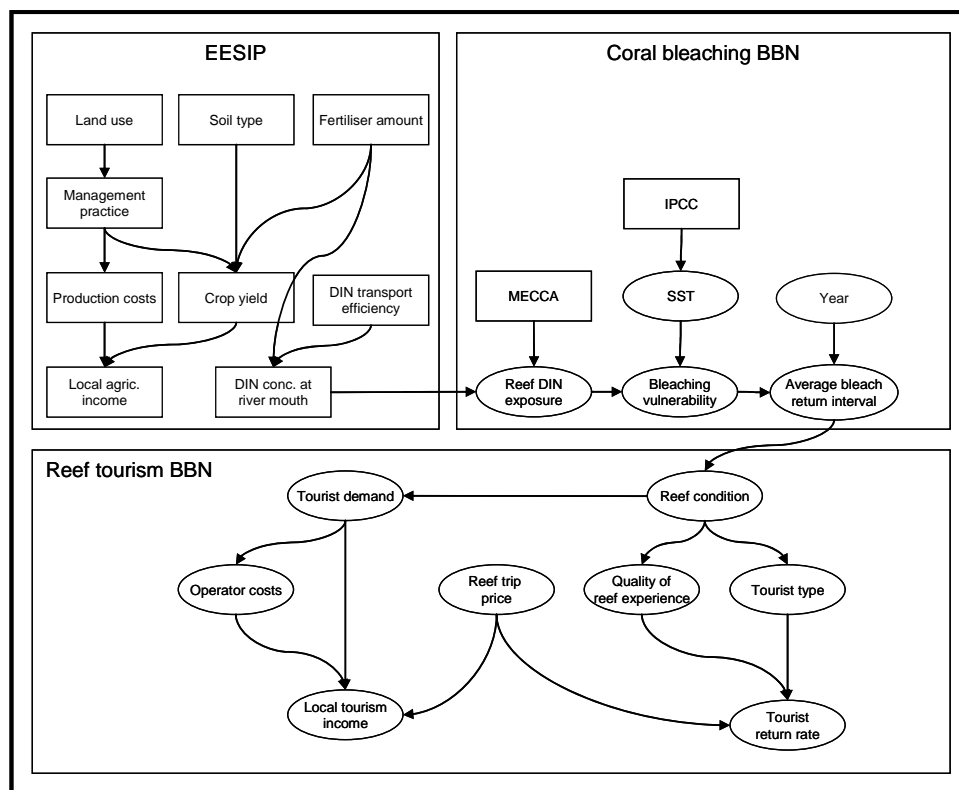 EESIP
Land use
Soil type
Fertiliser amount
Management
practice
Production costs
Crop yield
DIN transport
efficiency
Local agric.
income
DIN conc. at
river mouth
Coral bleaching BBN
IPCC
MECCA
SST
Year
Reef DIN
exposure
Bleaching
vulnerability
Average bleach
return interval
Reef tourism BBN
Tourist demand
Reef condition
Operator costs
Reef trip
price
Quality of
reef experience
Tourist type
Local tourism
income
Tourist
return rate